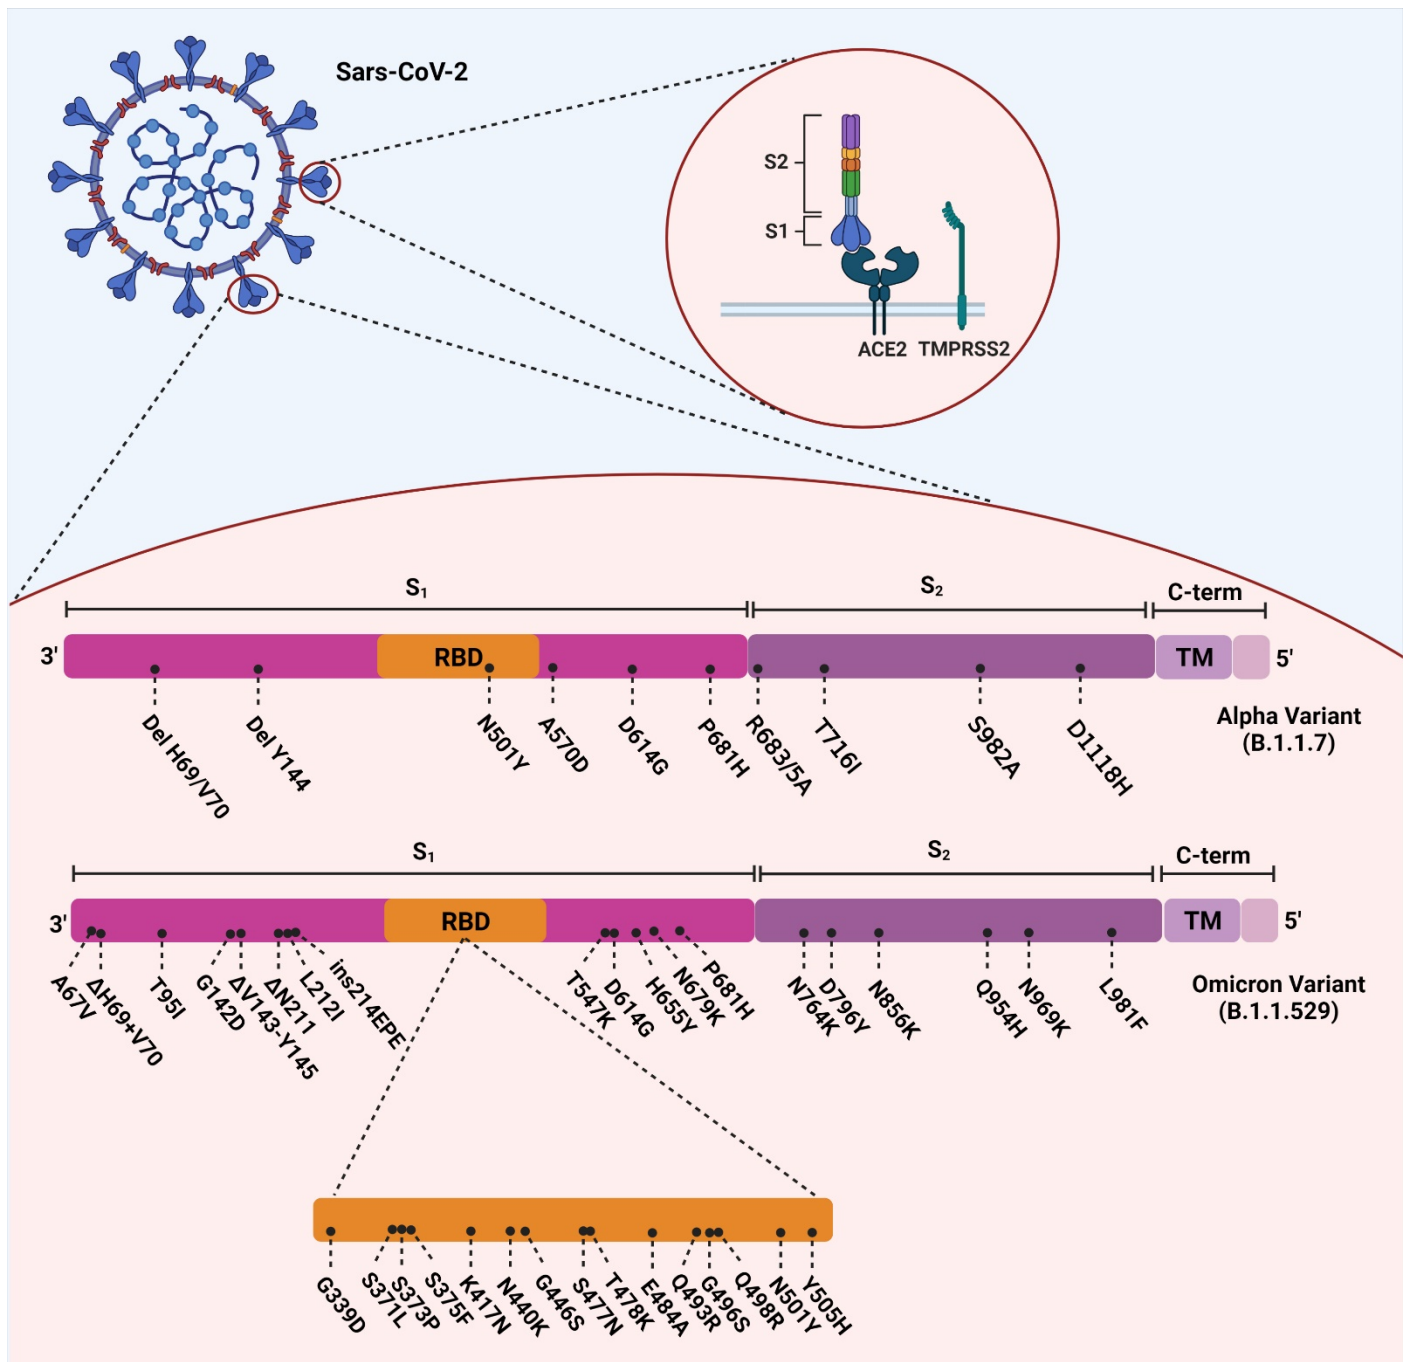 Sars-CoV-2
S2
S1
ACE2
TMPRSS2
S₁
S₂
C-term
3'
RBD
TM
5'
Del H69/V70
Del Y144
N501Y
A570D
D614G
P681H
R683/5A
T716I
S982A
D1118H
Alpha Variant
(B.1.1.7)
S₁
S₂
C-term
3'
RBD
TM
5'
A67V
ΔH69+V70
T95I
G142D
ΔV143-Y145
ΔN211
L212I
ins214EPE
T547K
D614G
H655Y
N679K
P681H
N764K
D796Y
N856K
Q954H
N969K
L981F
Omicron Variant
(B.1.1.529)
G339D
S371L
S373P
S375F
K417N
N440K
G446S
S477N
T478K
E484A
Q493R
G496S
Q498R
N501Y
Y505H